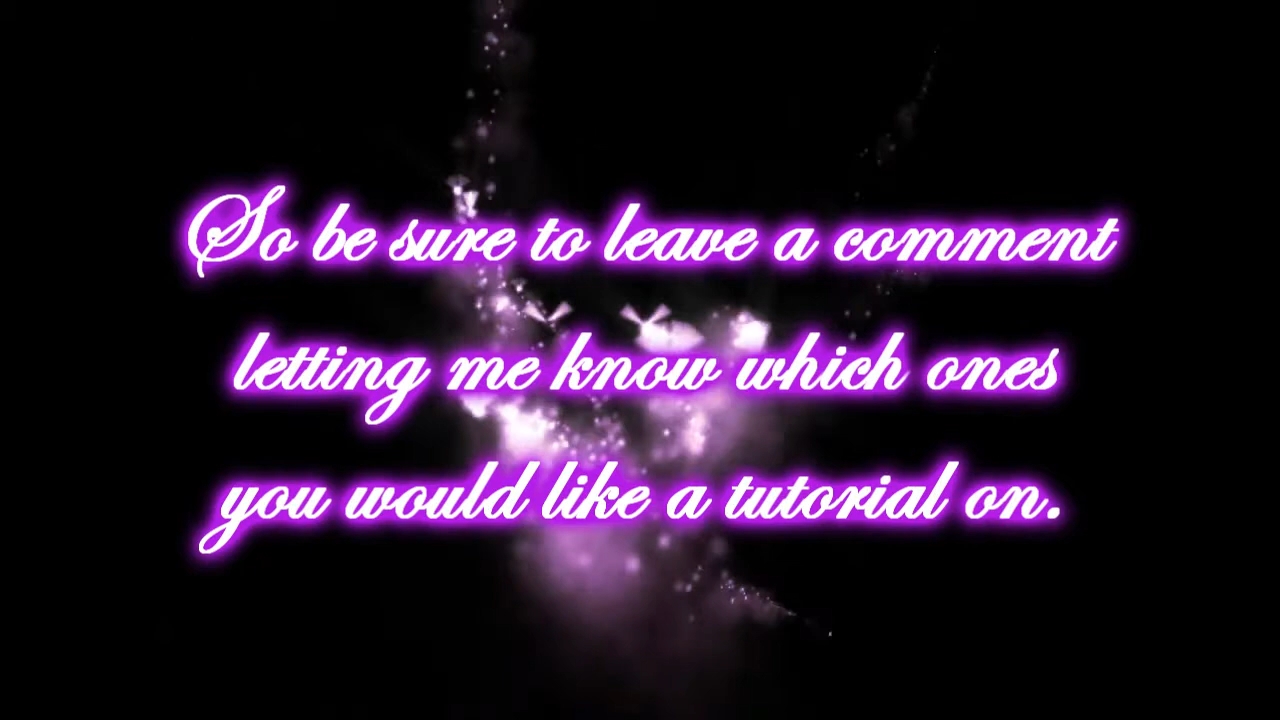 So be sure to leave a comment
letting me know which ones
you would like a tutorial on.